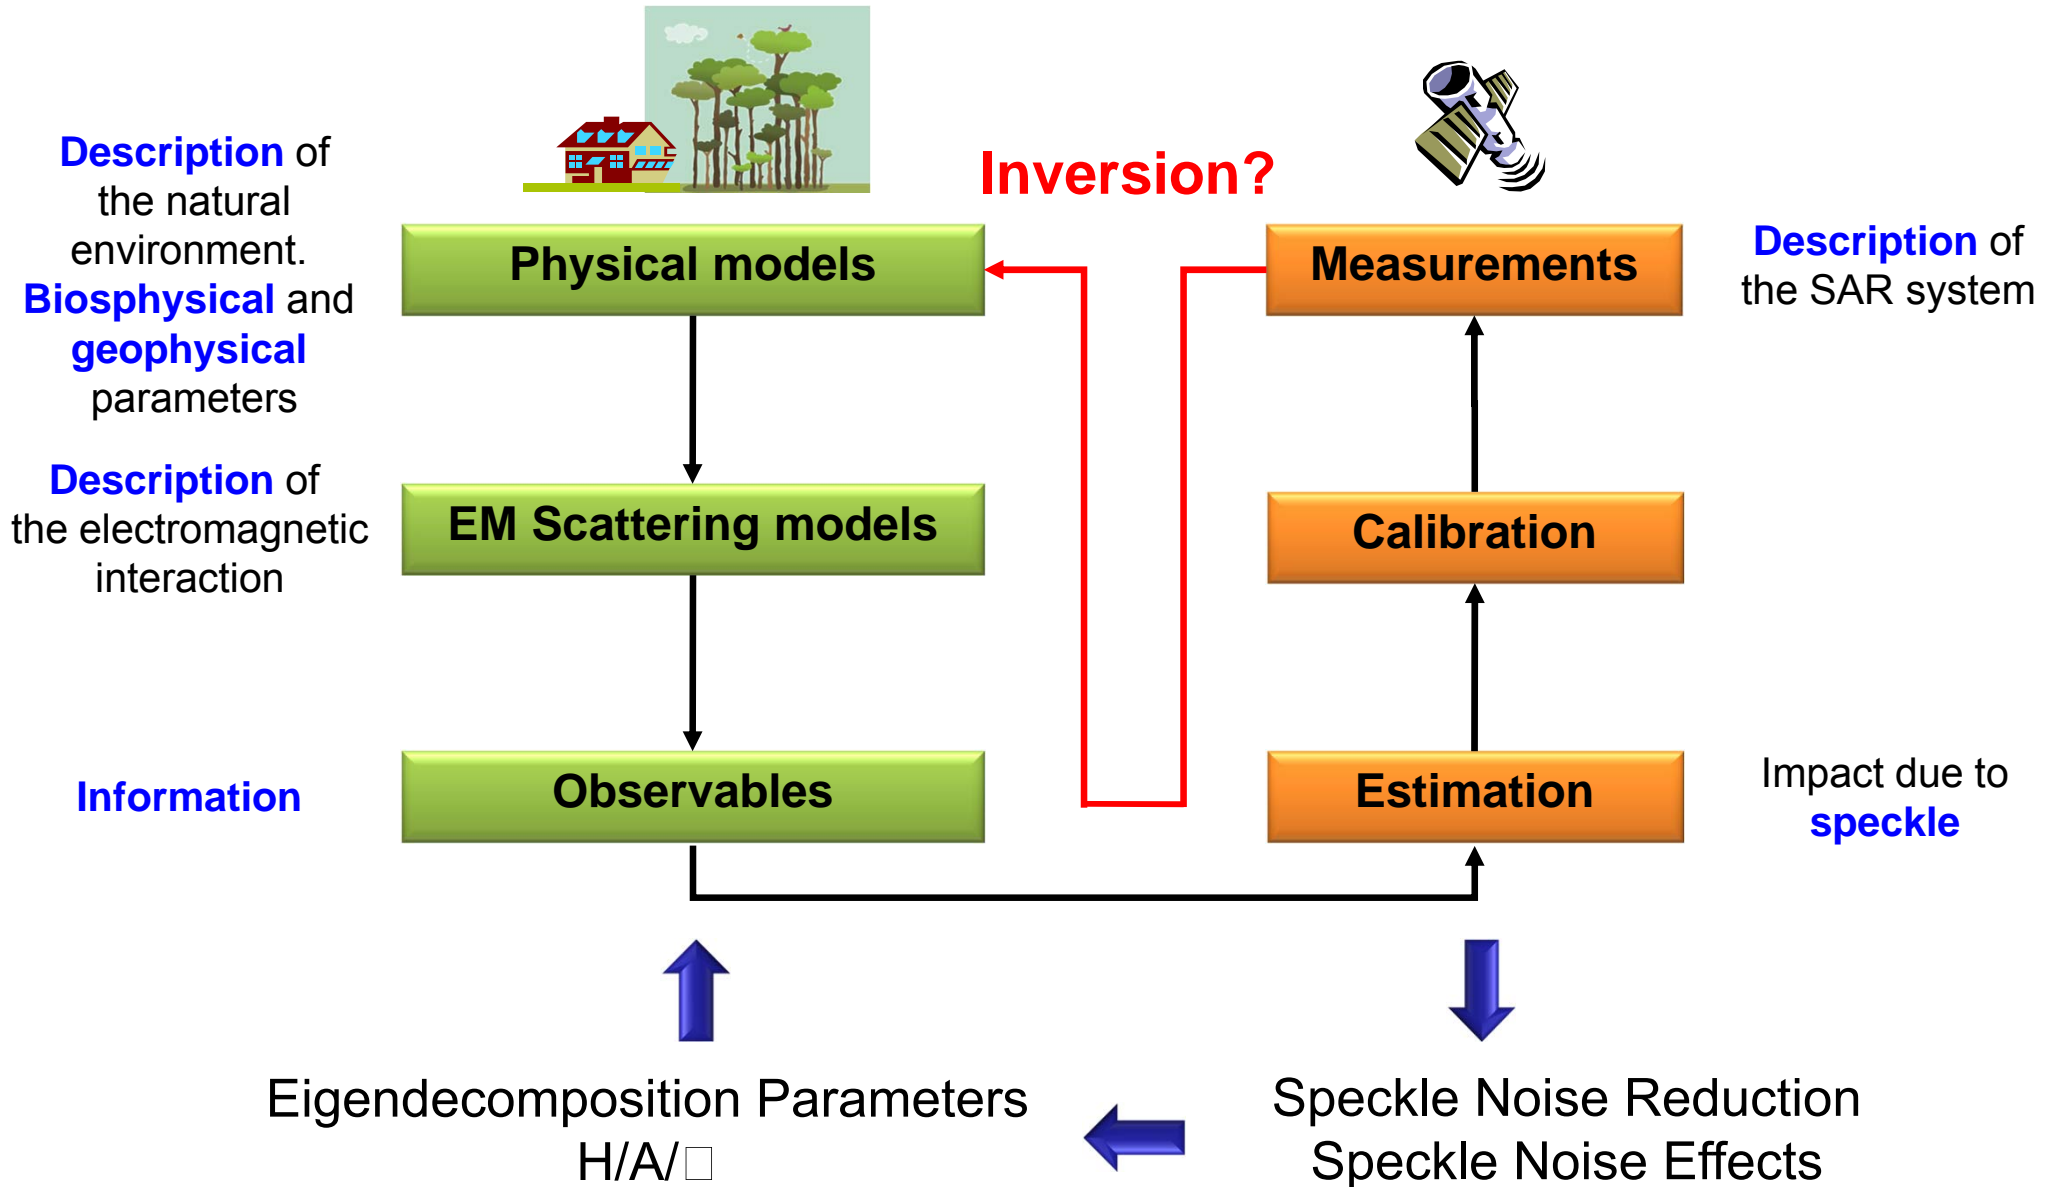 Description of
the natural
environment.
Biosphysical and
geophysical
parameters
Inversion?
Physical models
Measurements
Description of
the SAR system
Description of
the electromagnetic
interaction
EM Scattering models
Calibration
Information
Observables
Estimation
Impact due to
speckle
Eigendecomposition Parameters
H/A/□
Speckle Noise Reduction
Speckle Noise Effects